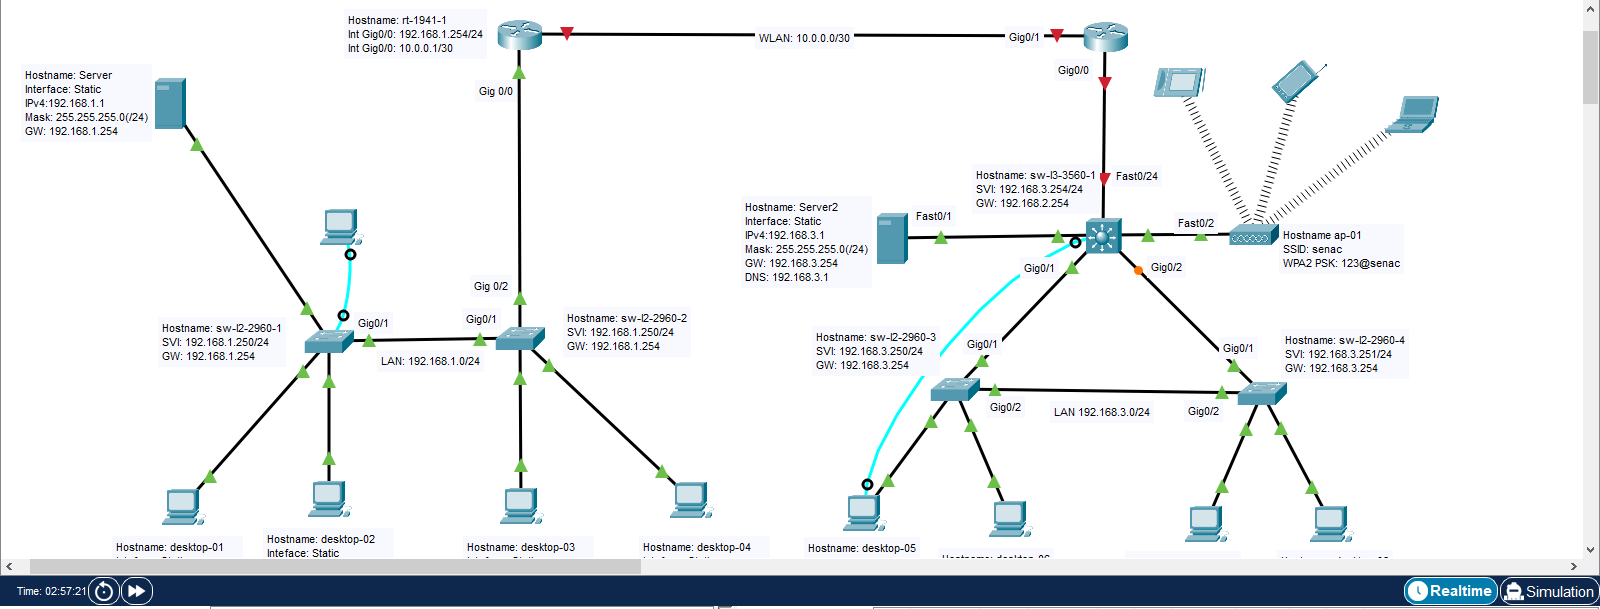 Hostname: rt-1941-1
Int Gig0/0: 192.168.1.254/24
Int Gig0/0: 10.0.0.1/30
WLAN: 10.0.0.0/30
Gig0/1
Gig0/0
Gig 0/0
Hostname: Server
Interface: Static
IPv4:192.168.1.1
Mask: 255.255.255.0(/24)
GW: 192.168.1.254
Hostname: sw-l3-3560-1
SVI: 192.168.3.254/24
GW: 192.168.2.254
Fast0/24
Hostname: Server2
Interface: Static
IPv4:192.168.3.1
Mask: 255.255.255.0(/24)
GW: 192.168.3.254
DNS: 192.168.3.1
Fast0/1
Fast0/2
Hostname ap-01
SSID: senac
WPA2 PSK: 123@senac
Gig0/1
Gig0/2
Gig 0/2
Gig0/1
Gig0/1
Hostname: sw-l2-2960-1
SVI: 192.168.1.250/24
GW: 192.168.1.254
LAN: 192.168.1.0/24
Hostname: sw-l2-2960-2
SVI: 192.168.1.250/24
GW: 192.168.1.254
Hostname: sw-l2-2960-3
SVI: 192.168.3.250/24
GW: 192.168.3.254
Gig0/1
Gig0/1
Hostname: sw-l2-2960-4
SVI: 192.168.3.251/24
GW: 192.168.3.254
Gig0/2
LAN 192.168.3.0/24
Gig0/2
Hostname: desktop-01
Hostname: desktop-02
Inteface: Static
Hostname: desktop-03
Hostname: desktop-04
Hostname: desktop-05
Time: 02:57:21
Realtime
Simulation